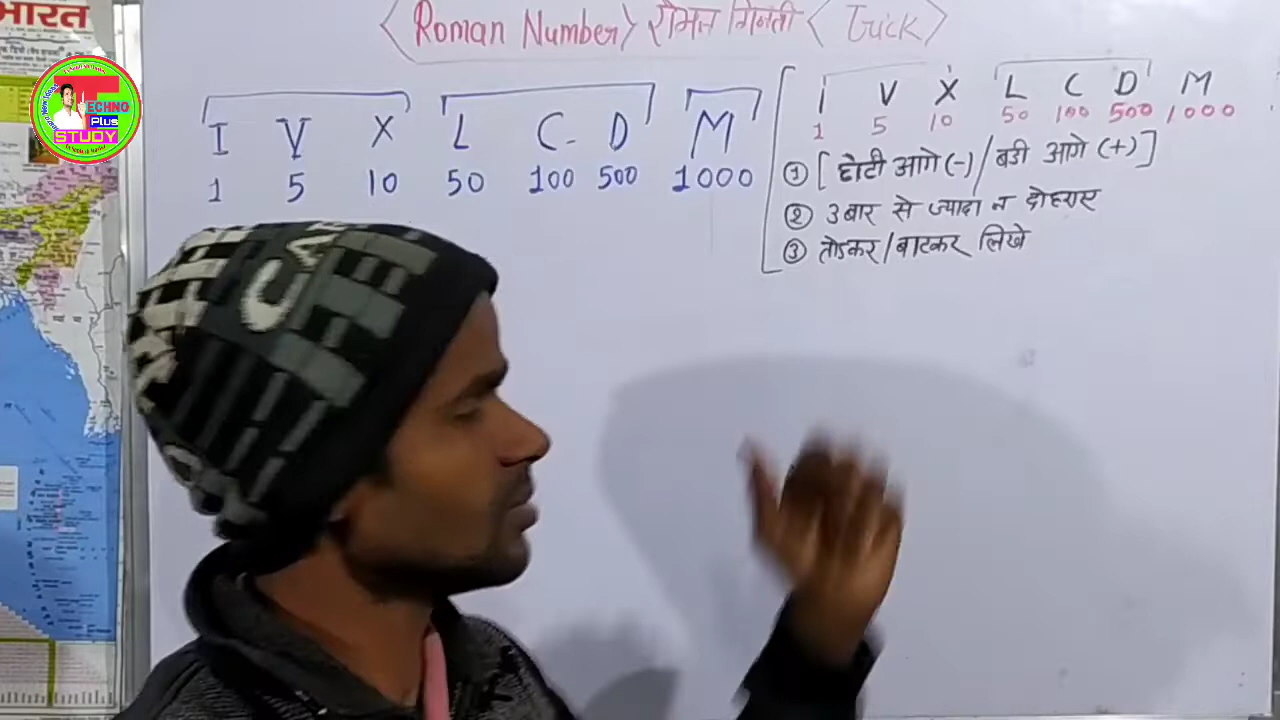 भारत
TECHNO
Plus
STUDY
<Roman Number> रोमन गिनती <Trick>
I V X L C D M
1 5 10 50 100 500 1000
I V X L C D M
1 5 10 50 100 500 1000
① [छोटी आगे (-) / बडी आगे (+)]
② 3 बार से ज्यादा न दोहराए
③ तोडकर/बाटकर लिखे